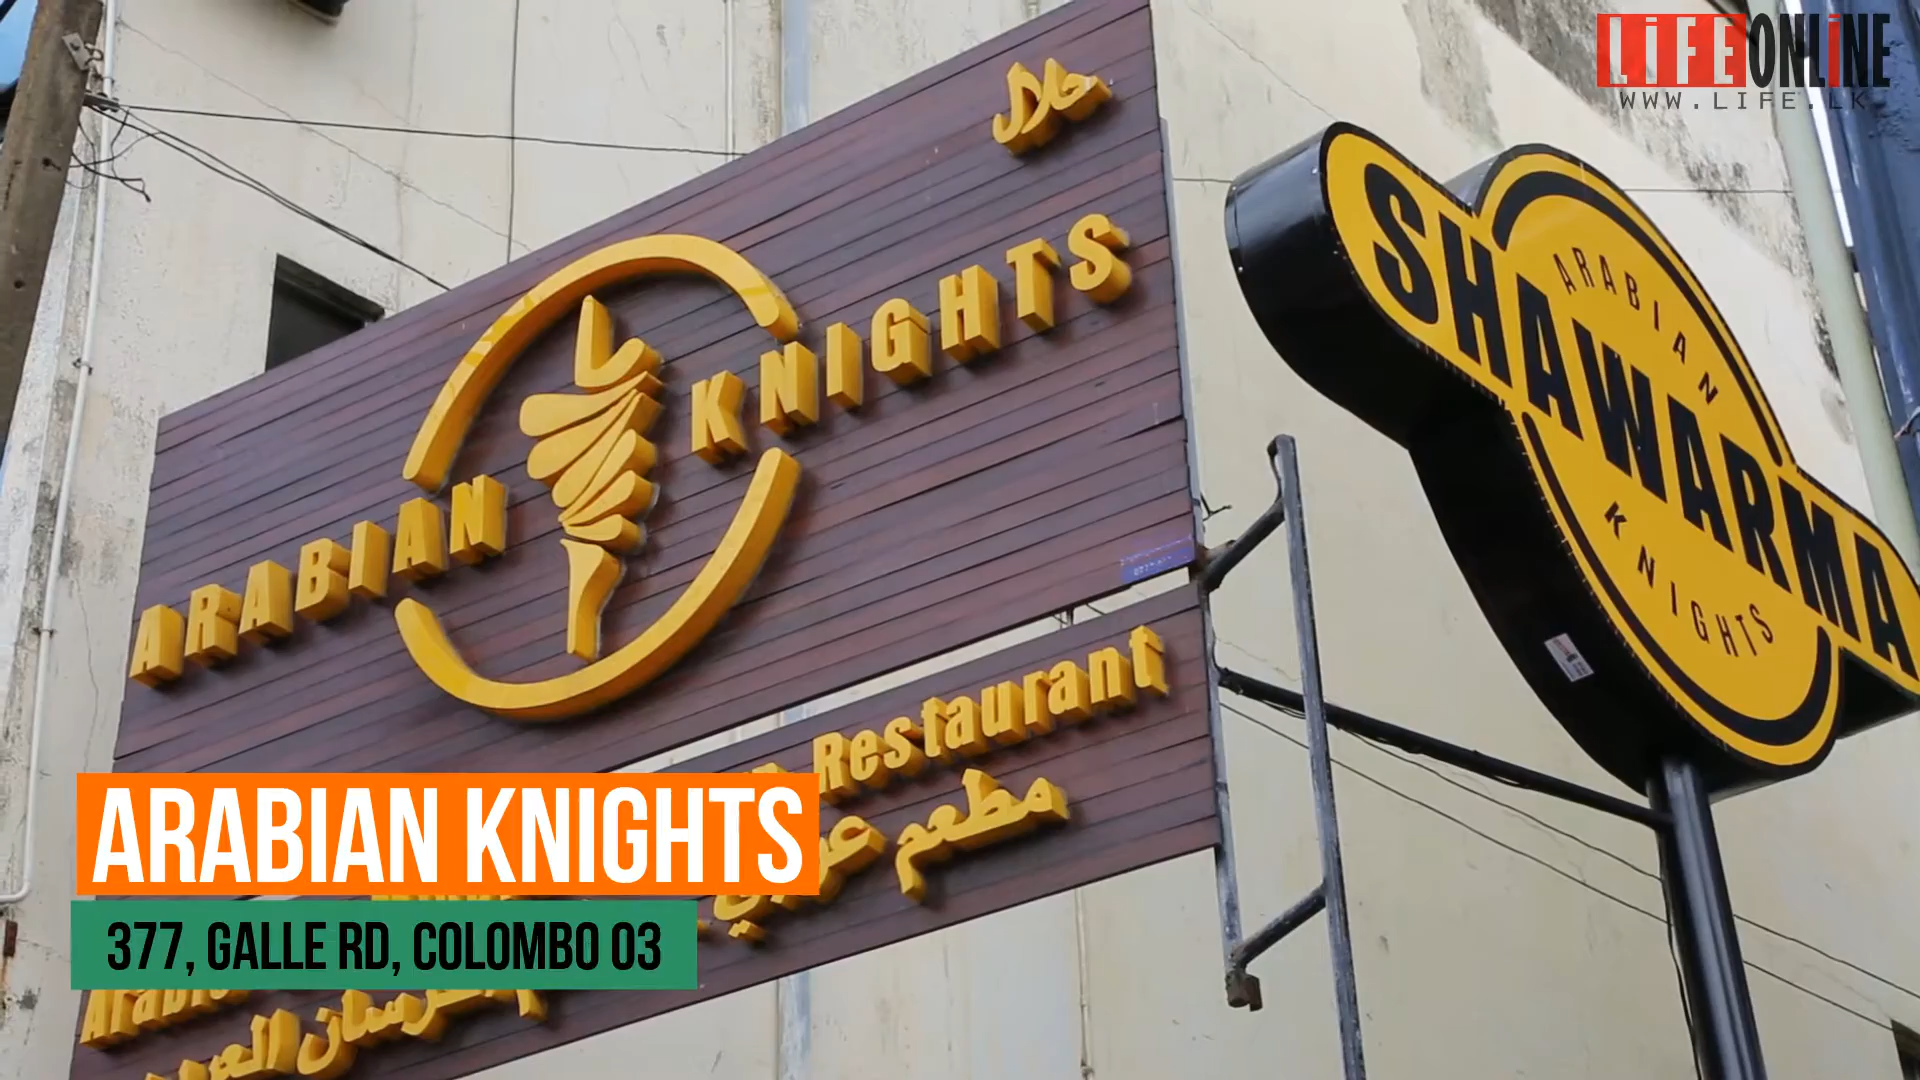 LiFEONLiNE
WWW.LIFE.LK
حلال
ARABIAN KNIGHTS
ARABIAN
SHAWARMA
KNIGHTS
Restaurant
مطعم عربي
ARABIAN KNIGHTS
377, GALLE RD, COLOMBO 03